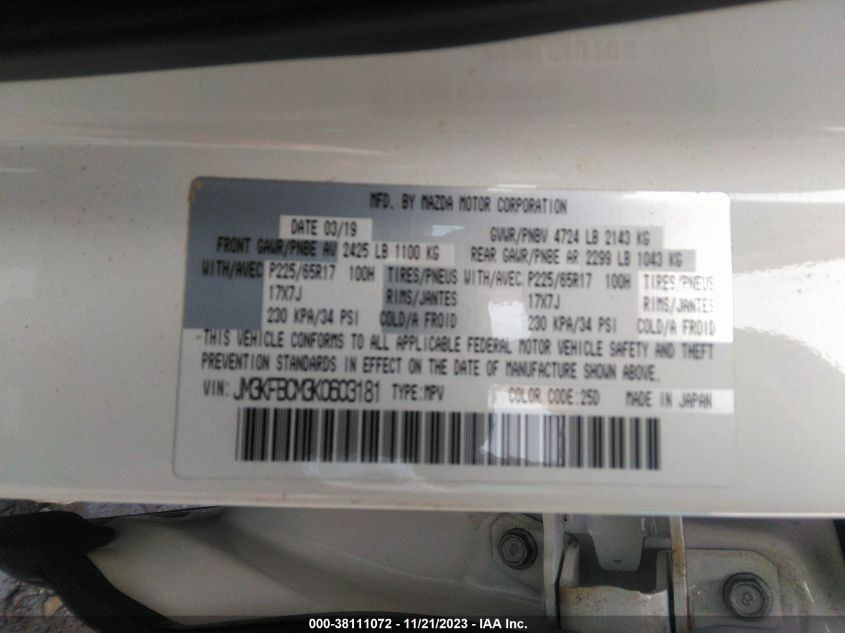 MFD. BY MAZDA MOTOR CORPORATION
DATE 03/19 GVWR/PNBV 4724 LB 2143 KG
FRONT GAWR/PNBE AV 2425 LB 1100 KG REAR GAWR/PNBE AR 2299 LB 1043 KG
WITH/AVEC P225/65R17 100H TIRES/PNEUS WITH/AVEC P225/65R17 100H TIRES/PNEUS
17X7J RIMS/JANTES 17X7J RIMS/JANTES
230 KPA/34 PSI COLD/A FROID 230 KPA/34 PSI COLD/A FROID
THIS VEHICLE CONFORMS TO ALL APPLICABLE FEDERAL MOTOR VEHICLE SAFETY AND THEFT
PREVENTION STANDARDS IN EFFECT ON THE DATE OF MANUFACTURE SHOWN ABOVE.
VIN: JM3KFBCM3K0603181 TYPE:MPV COLOR CODE:25D MADE IN JAPAN
000-38111072 - 11/21/2023 - IAA Inc.